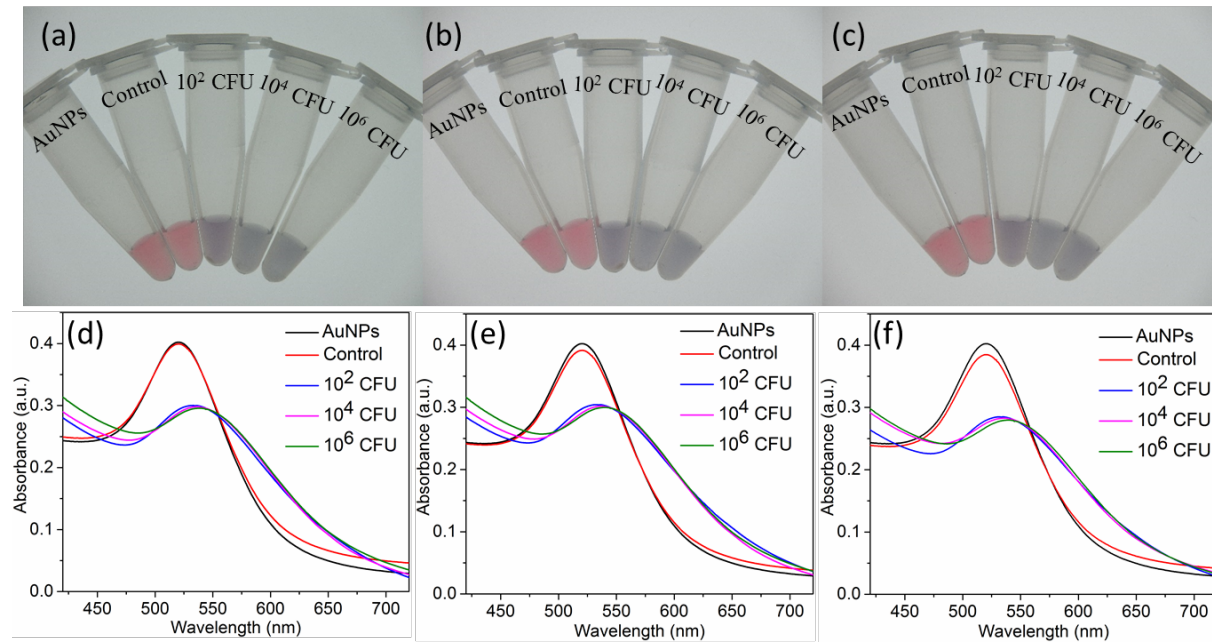 (a)
AuNPs
Control
10² CFU
10⁴ CFU
10⁶ CFU
(b)
AuNPs
Control
10² CFU
10⁴ CFU
10⁶ CFU
(c)
AuNPs
Control
10² CFU
10⁴ CFU
10⁶ CFU
(d)
AuNPs
Control
10² CFU
10⁴ CFU
10⁶ CFU
0.4
0.3
0.2
0.1
0.0
Absorbance (a.u.)
450 500 550 600 650 700
Wavelength (nm)
(e)
AuNPs
Control
10² CFU
10⁴ CFU
10⁶ CFU
0.4
0.3
0.2
0.1
0.0
Absorbance (a.u.)
450 500 550 600 650 700
Wavelength (nm)
(f)
AuNPs
Control
10² CFU
10⁴ CFU
10⁶ CFU
0.4
0.3
0.2
0.1
0.0
Absorbance (a.u.)
450 500 550 600 650 700
Wavelength (nm)